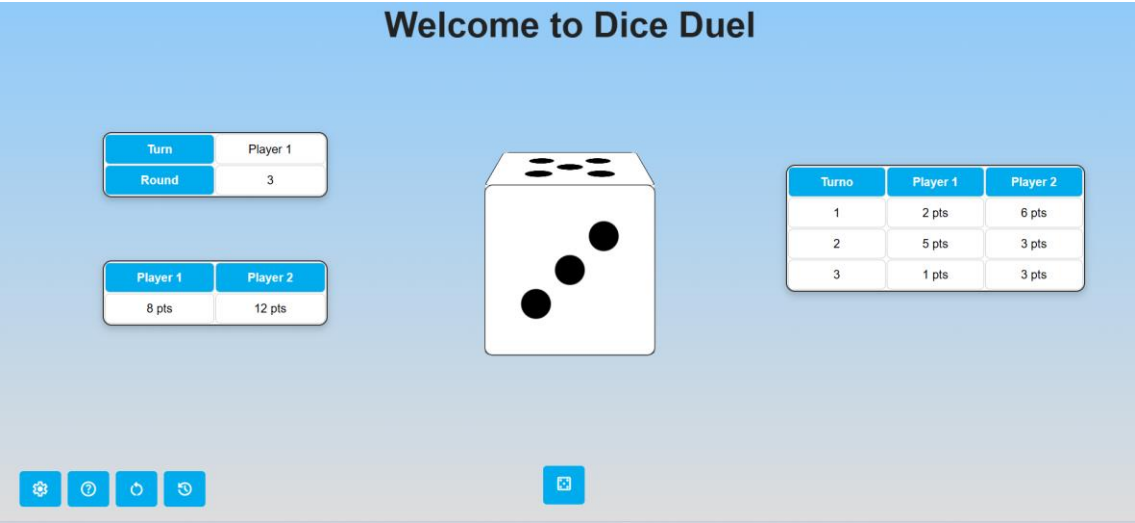 Welcome to Dice Duel
Turn Player 1
Round 3
Player 1 Player 2
8 pts 12 pts
Turno Player 1 Player 2
1 2 pts 6 pts
2 5 pts 3 pts
3 1 pts 3 pts